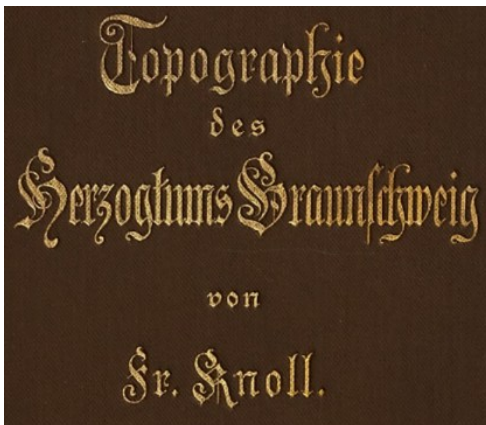 Topographie
des
Herzogtums Braunschweig
von
Fr. Knoll.